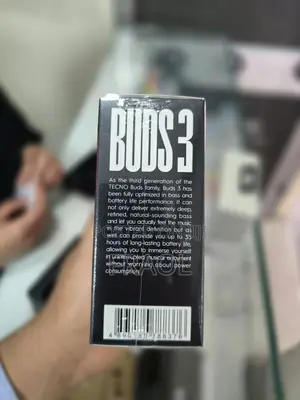 BUDS 3
As the third generation of the
TECNO Buds family, Buds 3 has
been fully optimized in bass and
battery life performance. It can
not only deliver extremely deep,
refined, natural-sounding bass
and let you actually feel the music
in the vibrant definition but as
well can provide you up to 35
hours of long-lasting battery life,
allowing you to immerse yourself
in uninterrupted musical enjoyment
without worrying about power
consumption.